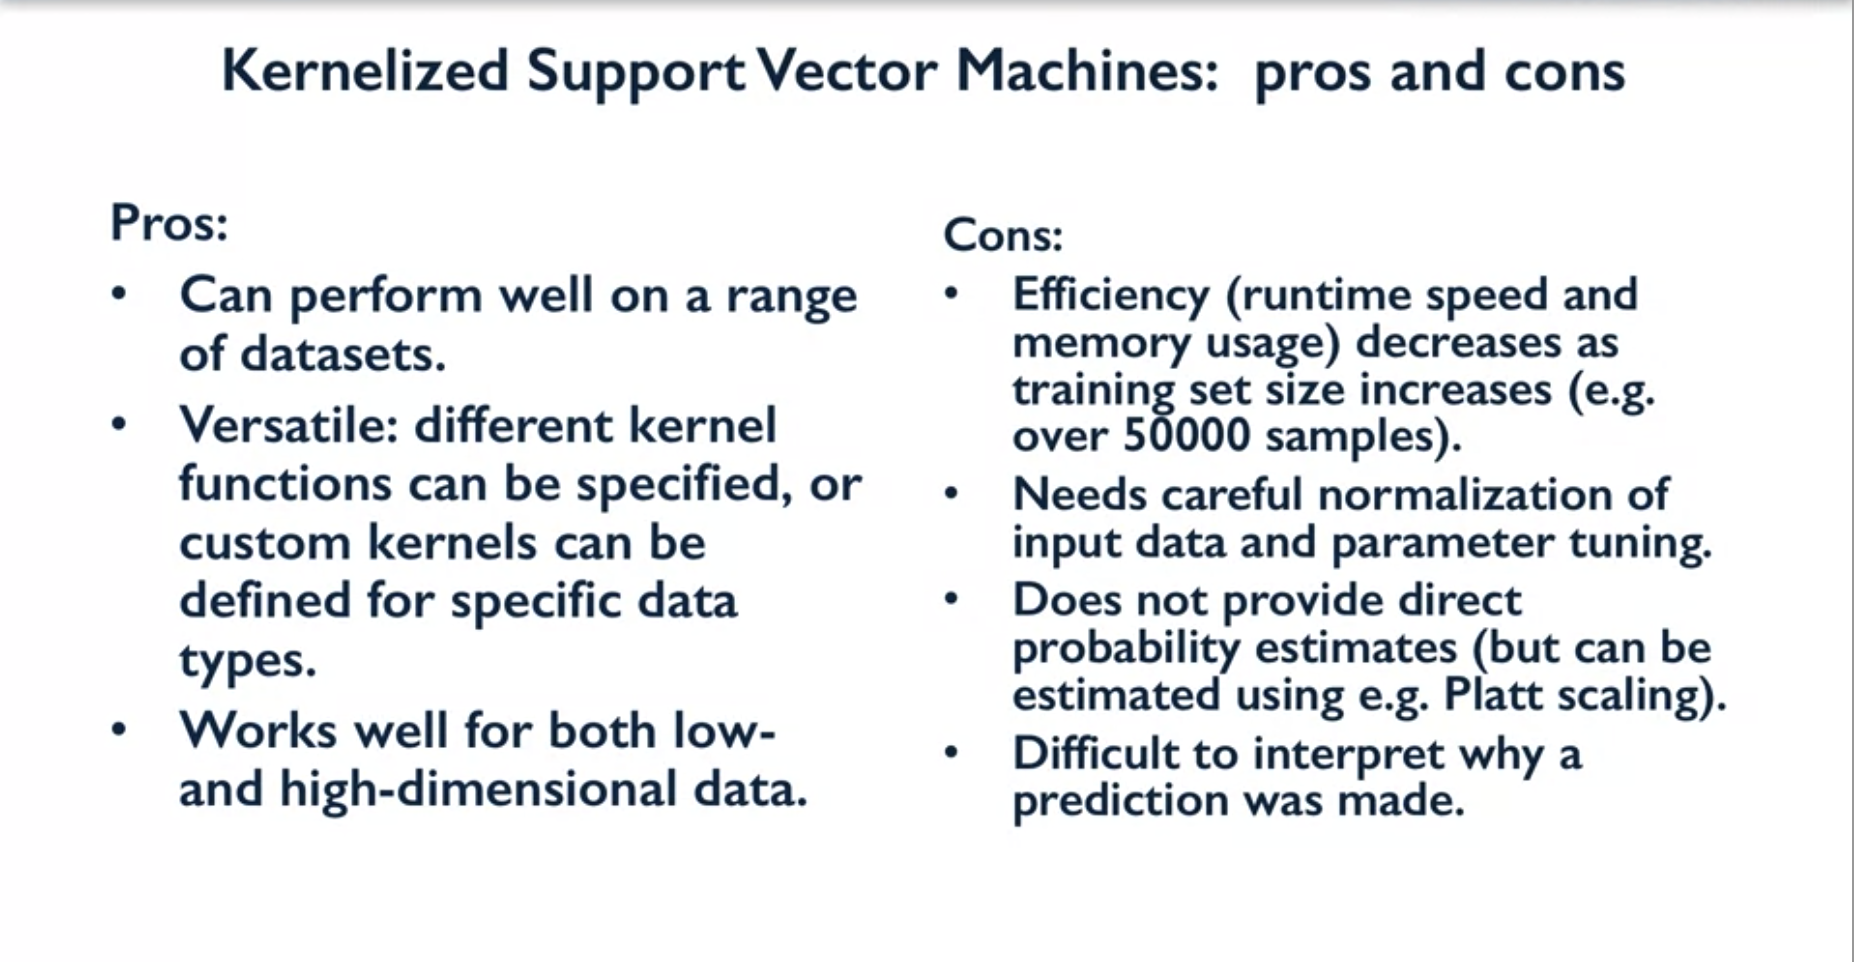 Kernelized Support Vector Machines:  pros and cons
Pros:
• Can perform well on a range
of datasets.
• Versatile: different kernel
functions can be specified, or
custom kernels can be
defined for specific data
types.
• Works well for both low-
and high-dimensional data.
Cons:
• Efficiency (runtime speed and
memory usage) decreases as
training set size increases (e.g.
over 50000 samples).
• Needs careful normalization of
input data and parameter tuning.
• Does not provide direct
probability estimates (but can be
estimated using e.g. Platt scaling).
• Difficult to interpret why a
prediction was made.